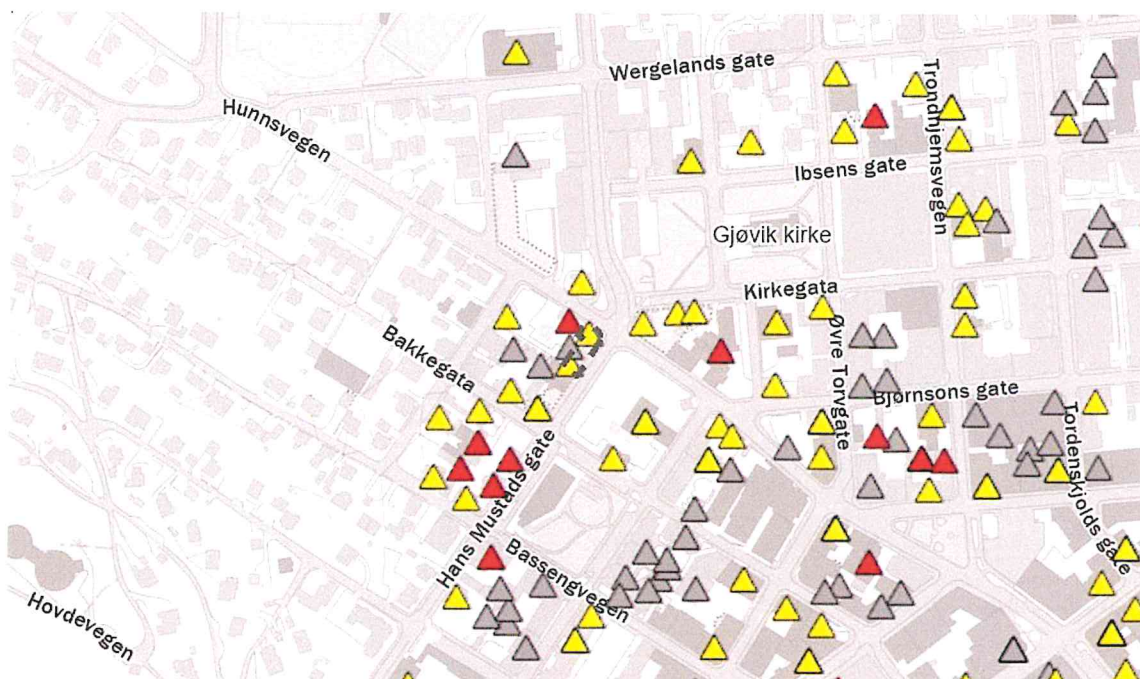 Wergelands gate
Hunnsvegen
Trondhjemsvegen
Ibsens gate
Gjøvik kirke
Kirkegata
Øvre Torvgate
Bakkegata
Bjørnsons gate
Tordenskjolds gate
Hans Mustads gate
Bassengvegen
Hovdevegen